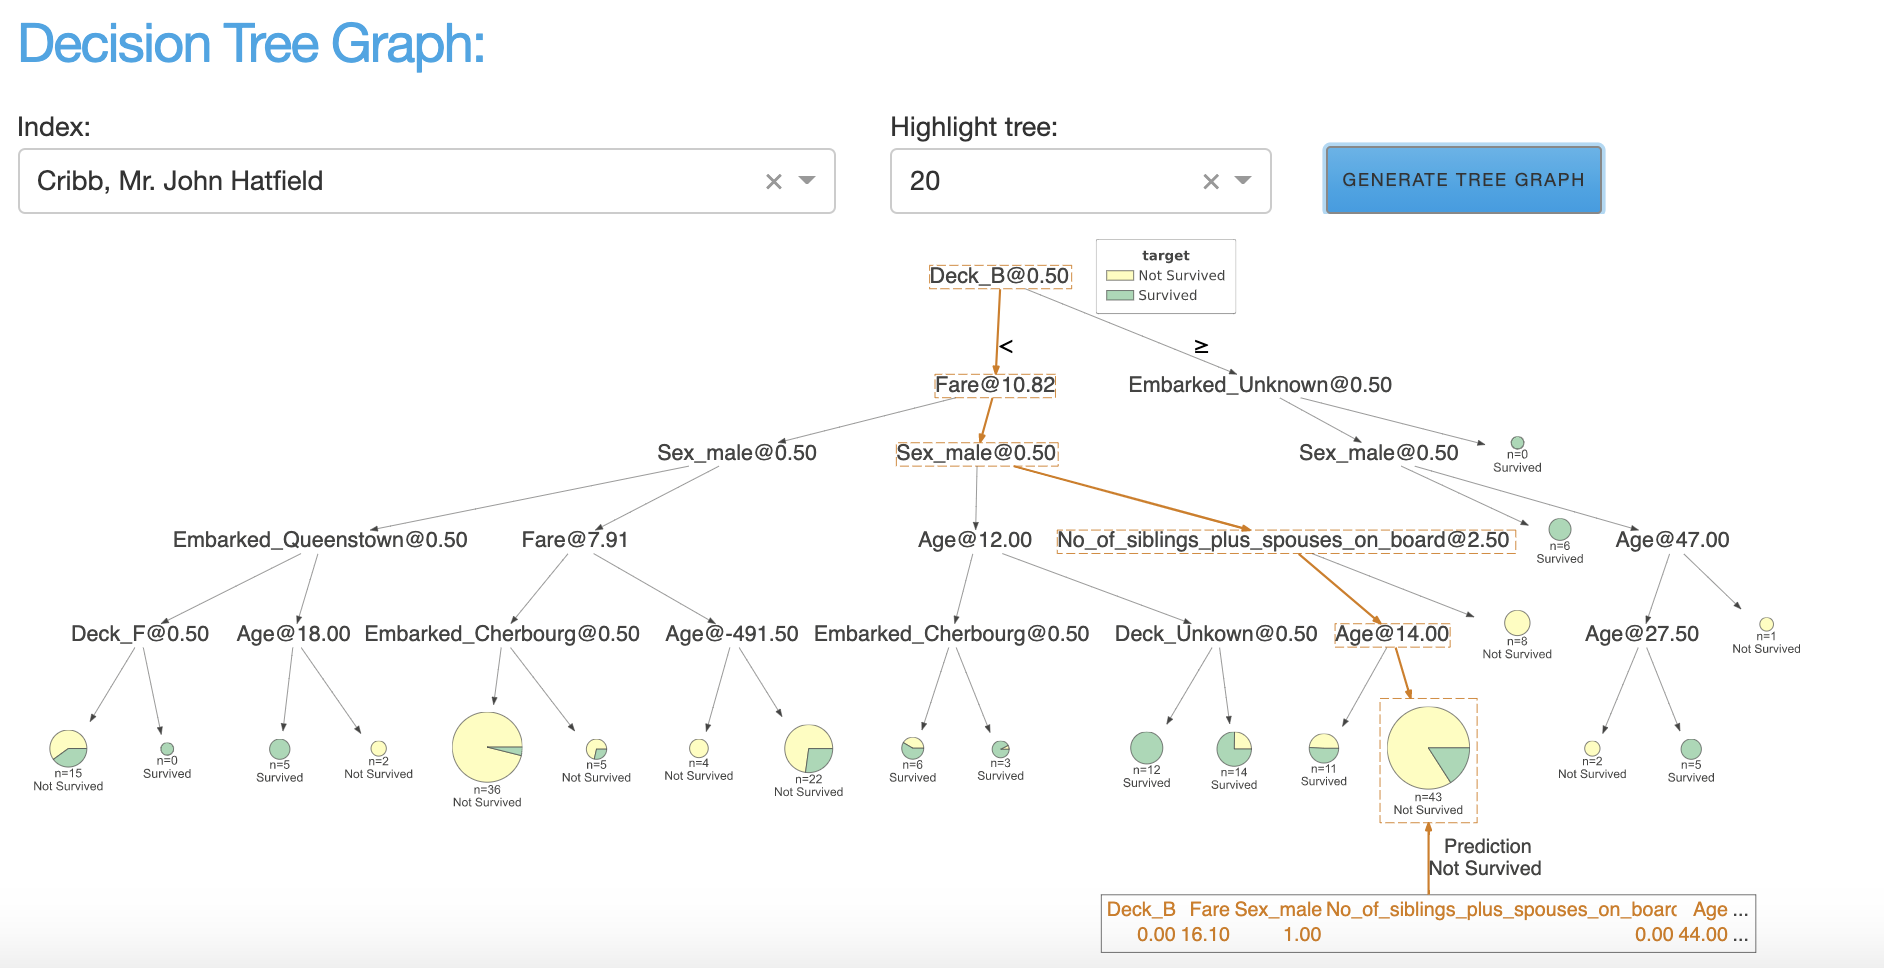 Decision Tree Graph:
Index:
Highlight tree:
Cribb, Mr. John Hatfield
20
GENERATE TREE GRAPH
target
Not Survived
Survived
Deck_B@0.50
<
≥
Fare@10.82
Embarked_Unknown@0.50
Sex_male@0.50
Sex_male@0.50
Sex_male@0.50
n=0
Survived
Embarked_Queenstown@0.50
Fare@7.91
Age@12.00
No_of_siblings_plus_spouses_on_board@2.50
n=6
Survived
Age@47.00
Deck_F@0.50
Age@18.00
Embarked_Cherbourg@0.50
Age@-491.50
Embarked_Cherbourg@0.50
Deck_Unkown@0.50
Age@14.00
n=8
Not Survived
Age@27.50
n=1
Not Survived
n=15
Not Survived
n=0
Survived
n=5
Survived
n=2
Not Survived
n=36
Not Survived
n=5
Not Survived
n=4
Not Survived
n=22
Not Survived
n=6
Survived
n=3
Survived
n=12
Survived
n=14
Survived
n=11
Survived
n=43
Not Survived
n=2
Not Survived
n=5
Survived
Prediction
Not Survived
Deck_B Fare Sex_male No_of_siblings_plus_spouses_on_board Age ...
0.00 16.10 1.00 0.00 44.00 ...